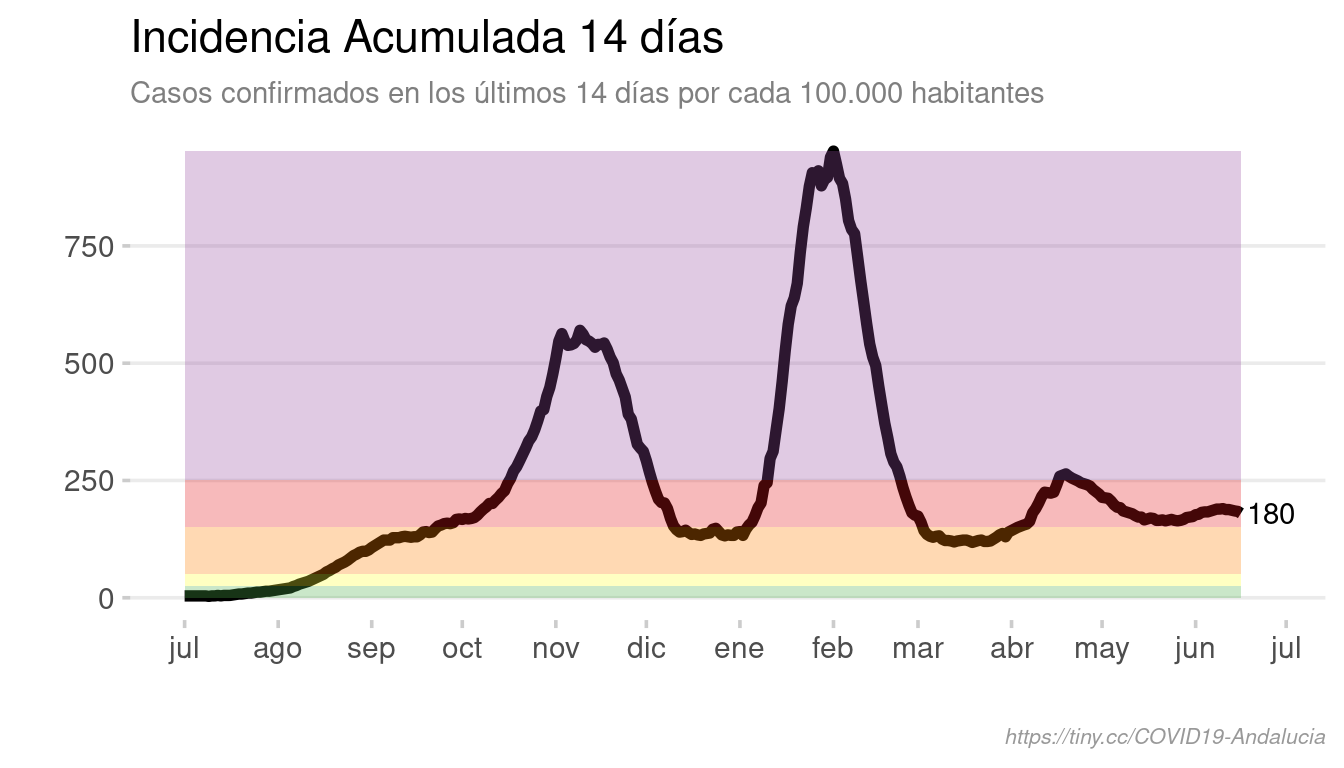 Incidencia Acumulada 14 días
Casos confirmados en los últimos 14 días por cada 100.000 habitantes
750
500
250
0
180
jul ago sep oct nov dic ene feb mar abr may jun jul
https://tiny.cc/COVID19-Andalucia